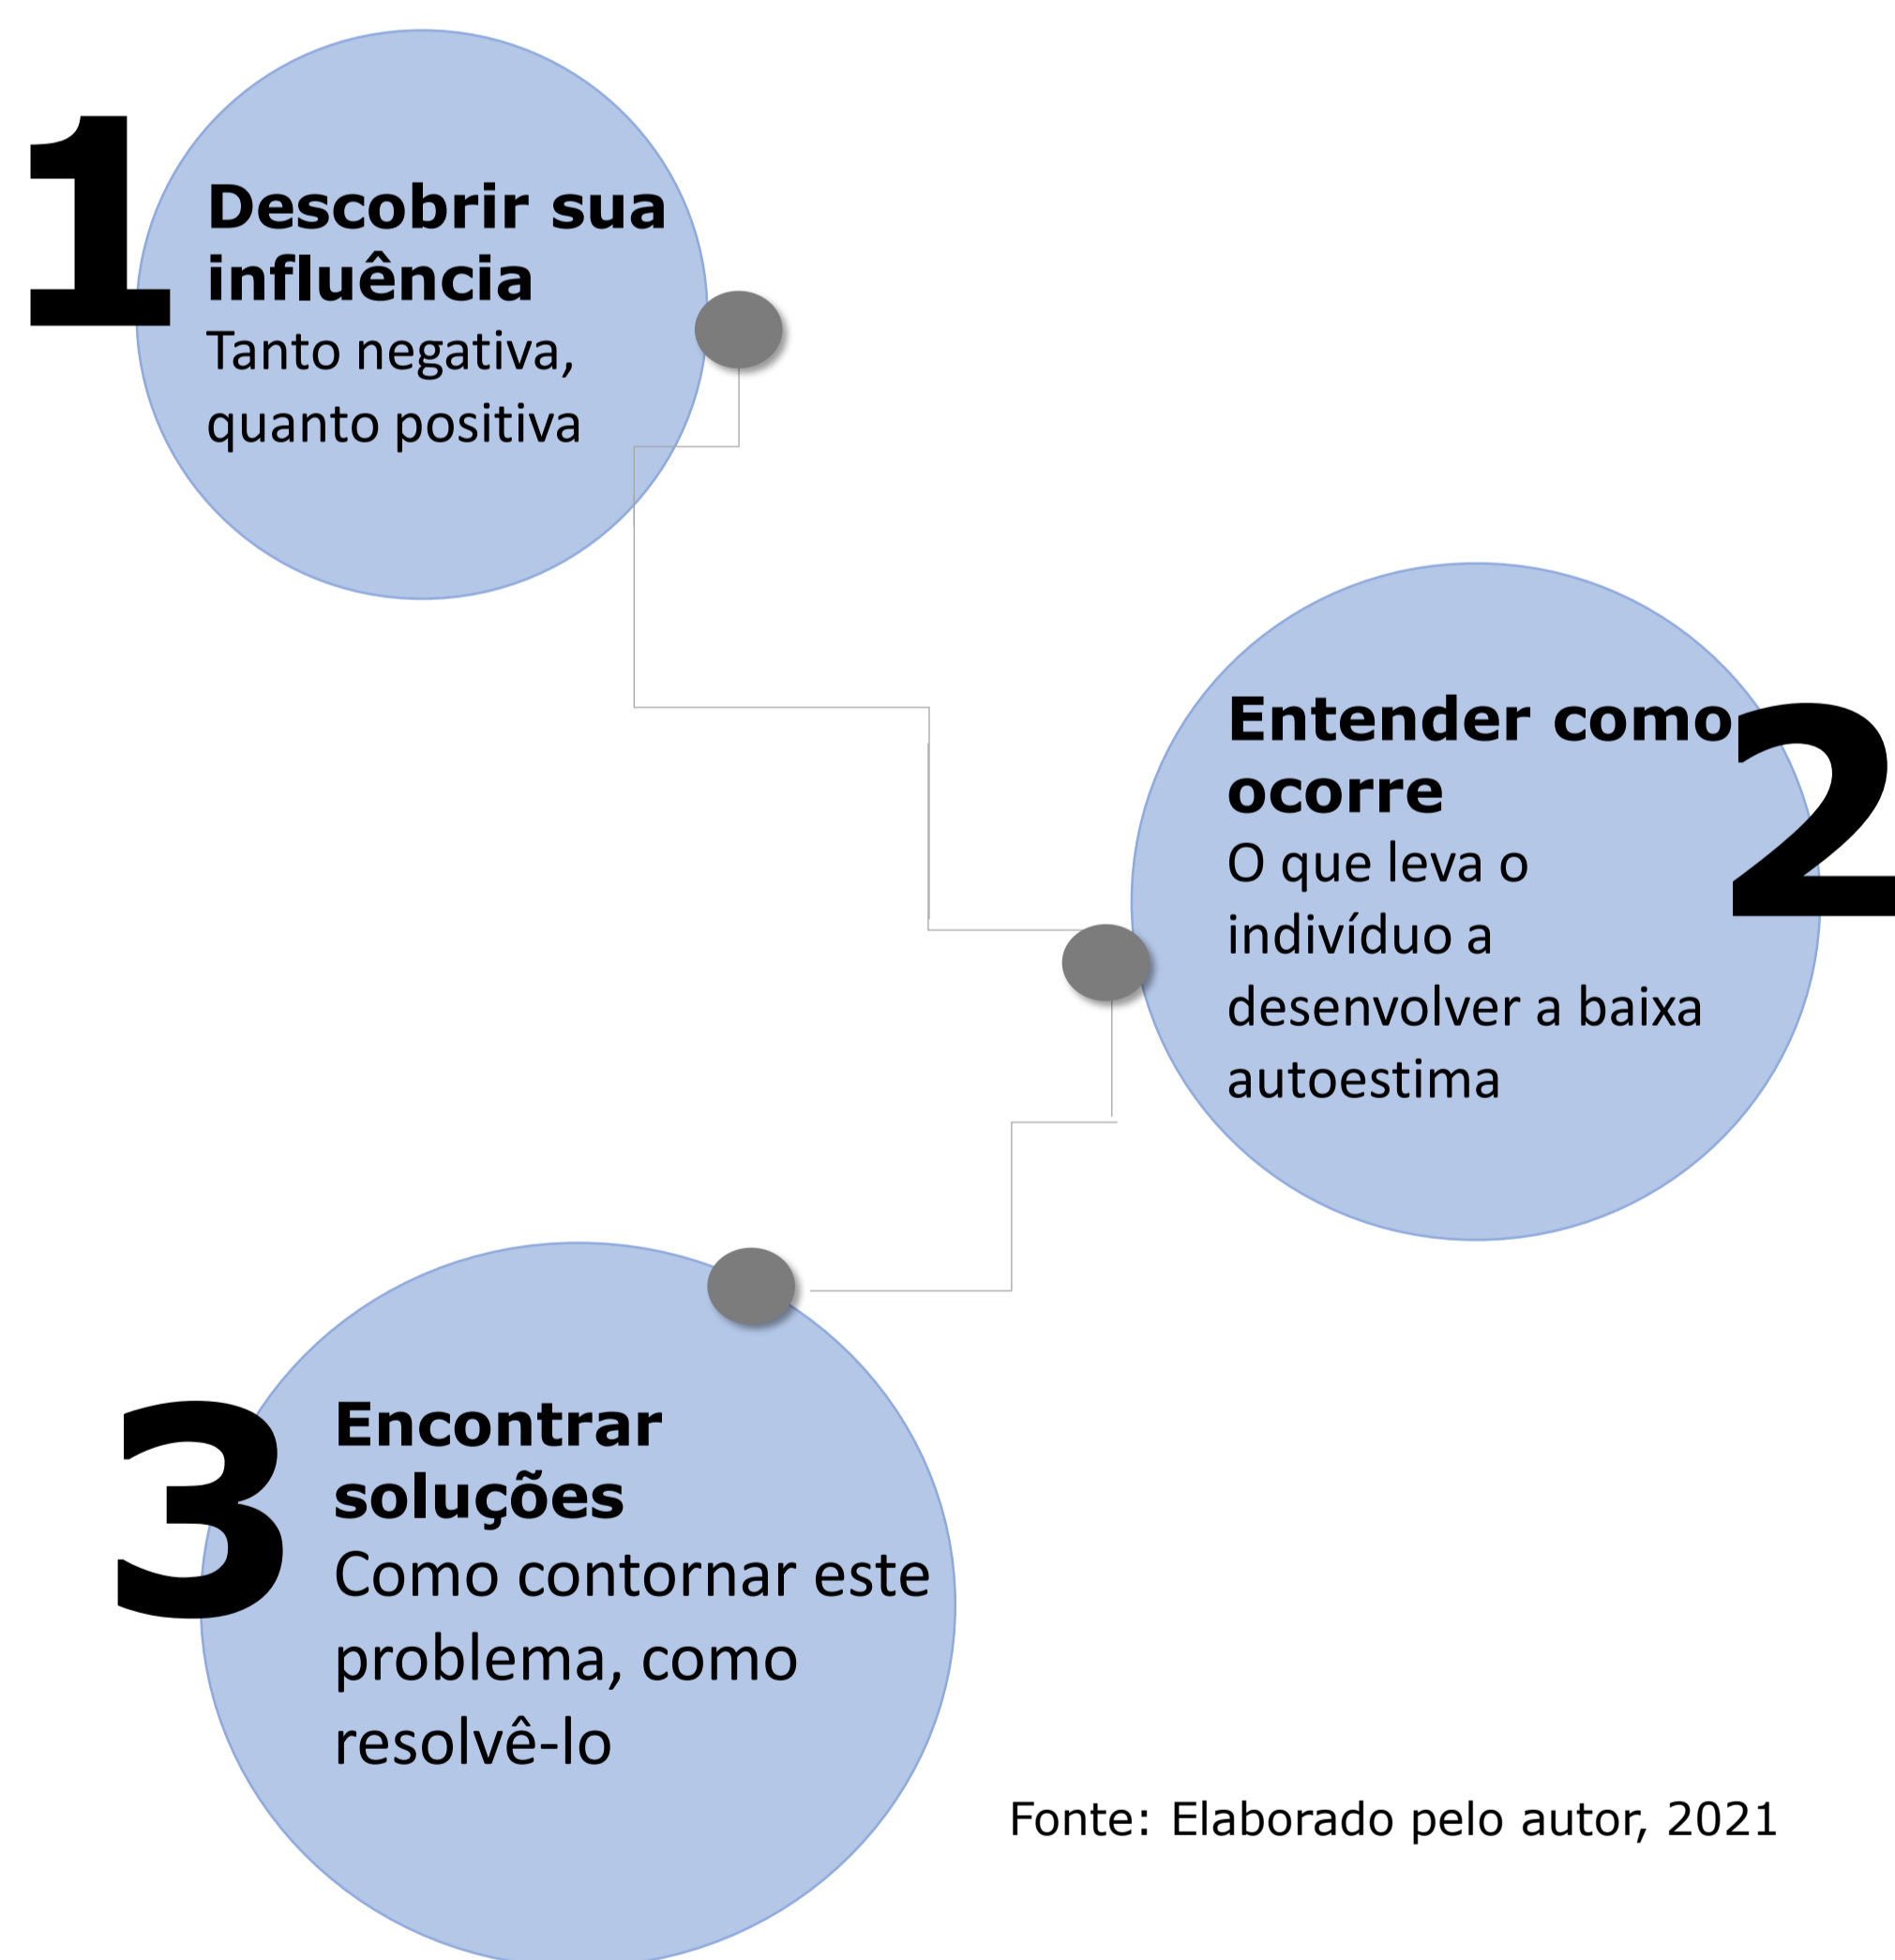 1
Descobrir sua
influência
Tanto negativa,
quanto positiva
2
Entender como
ocorre
O que leva o
indivíduo a
desenvolver a baixa
autoestima
3
Encontrar
soluções
Como contornar este
problema, como
resolvê-lo
Fonte: Elaborado pelo autor, 2021